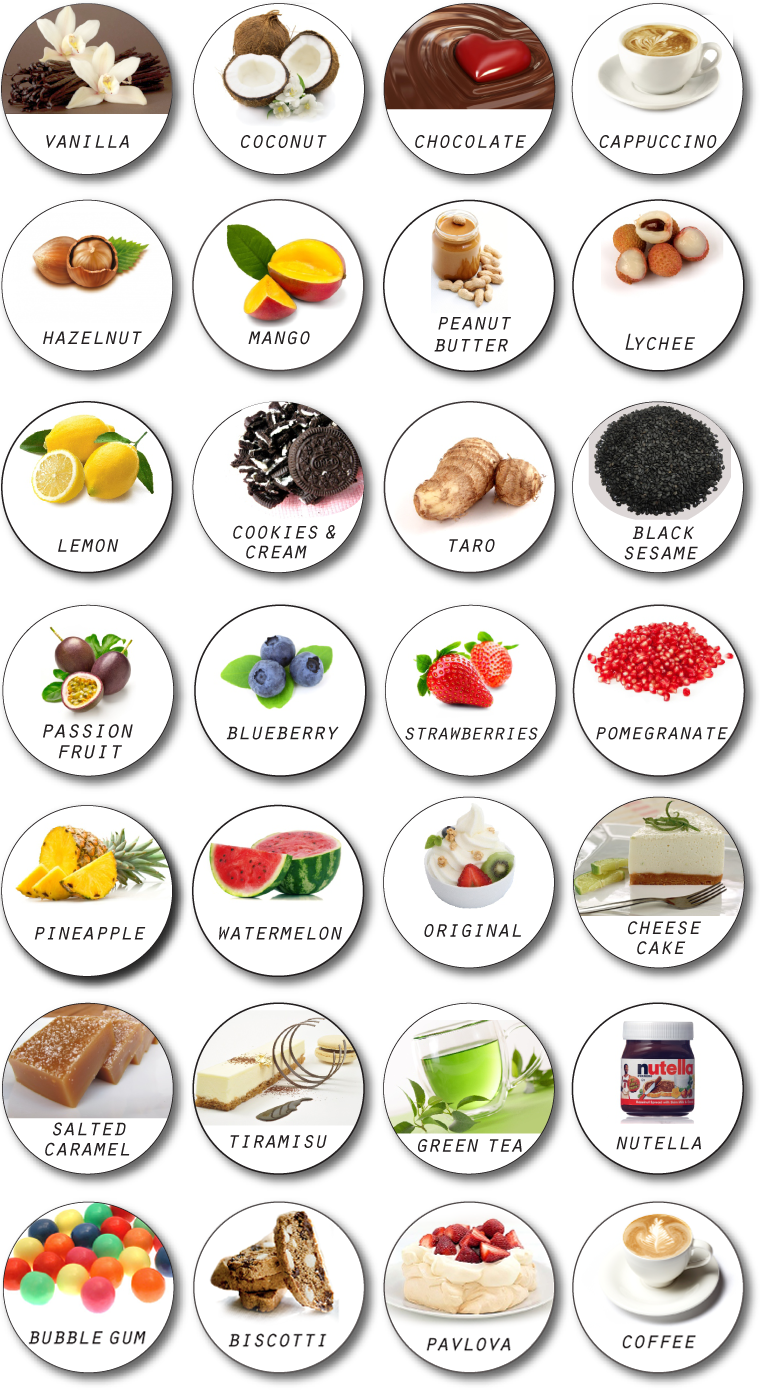 VANILLA
COCONUT
CHOCOLATE
CAPPUCCINO
HAZELNUT
MANGO
PEANUT
BUTTER
LYCHEE
LEMON
COOKIES &
CREAM
TARO
BLACK
SESAME
PASSION
FRUIT
BLUEBERRY
STRAWBERRIES
POMEGRANATE
PINEAPPLE
WATERMELON
ORIGINAL
CHEESE
CAKE
SALTED
CARAMEL
TIRAMISU
GREEN TEA
nutella
NUTELLA
BUBBLE GUM
BISCOTTI
PAVLOVA
COFFEE